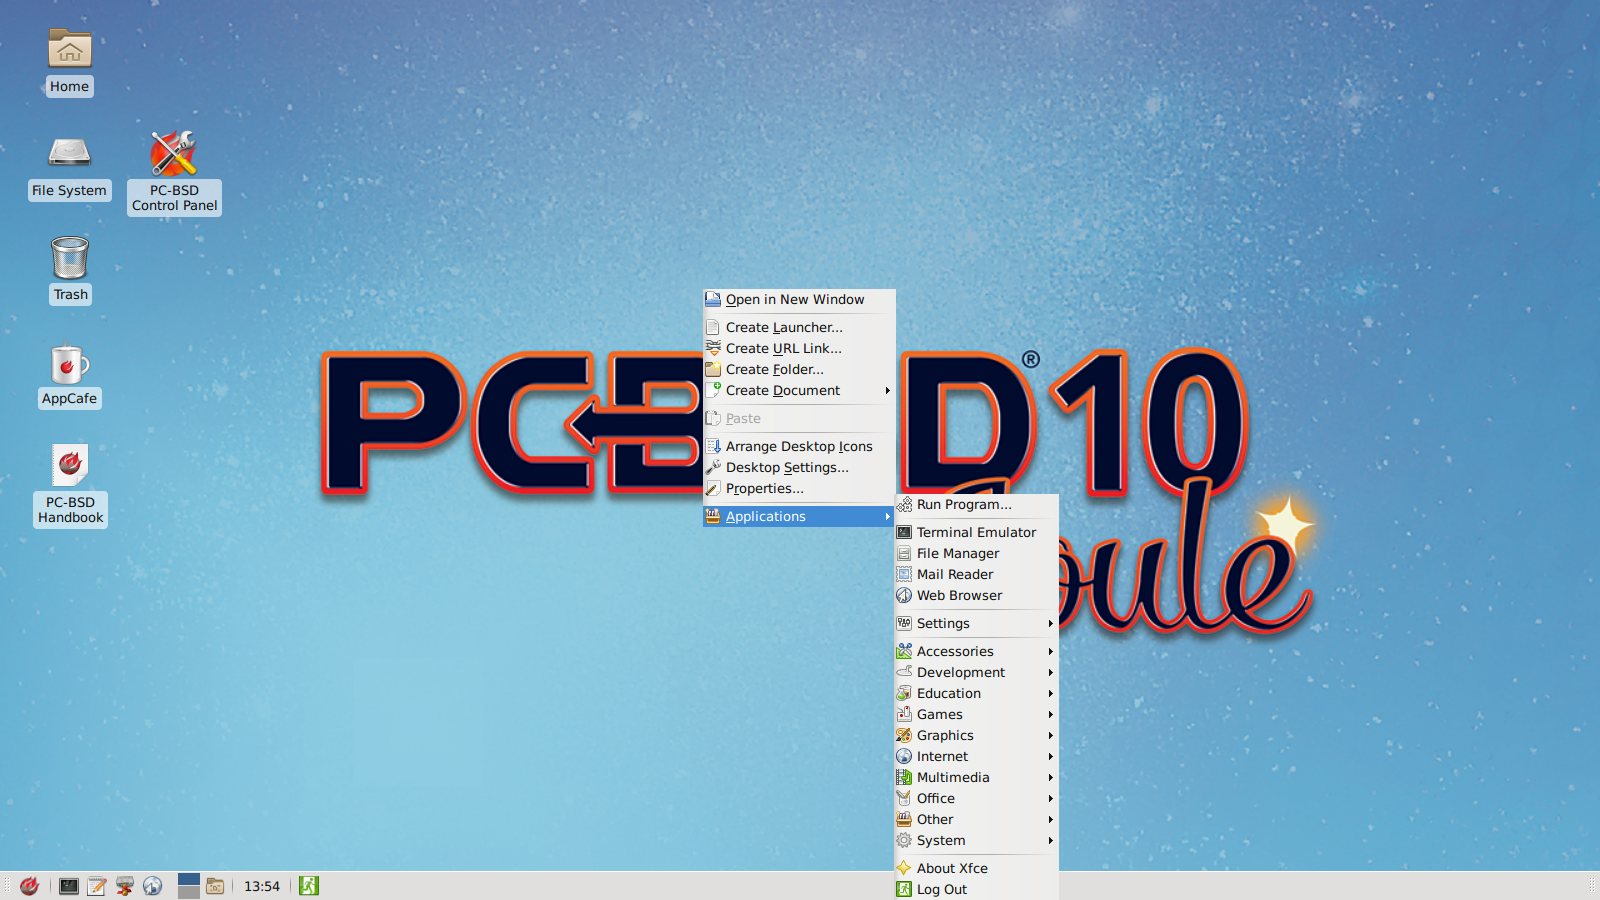 Home
File System
PC-BSD
Control Panel
Trash
AppCafe
PC-BSD
Handbook
PCBSD10
®
Joule
Open in New Window
Create Launcher...
Create URL Link...
Create Folder...
Create Document
Paste
Arrange Desktop Icons
Desktop Settings...
Properties...
Applications
Run Program...
Terminal Emulator
File Manager
Mail Reader
Web Browser
Settings
Accessories
Development
Education
Games
Graphics
Internet
Multimedia
Office
Other
System
About Xfce
Log Out
13:54